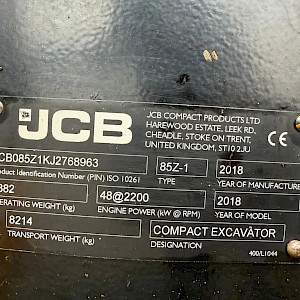 JCB
JCB COMPACT PRODUCTS LTD
HAREWOOD ESTATE, LEEK RD,
CHEADLE, STOKE ON TRENT,
UNITED KINGDOM, ST10 2JU
CB085Z1KJ2768963
85Z-1
2018
roduct Identification Number (PIN) ISO 10261
TYPE
YEAR OF MANUFACTURE
382
48@2200
2018
ERATING WEIGHT (kg)
ENGINE POWER (kW @ RPM)
YEAR OF MODEL
8214
COMPACT EXCAVATOR
TRANSPORT WEIGHT (kg)
DESIGNATION
400/L1044